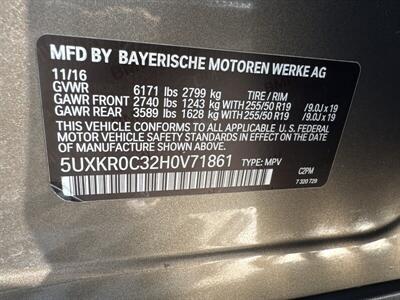 MFD BY BAYERISCHE MOTOREN WERKE AG
11/16
GVWR 6171 lbs 2799 kg TIRE / RIM
GAWR FRONT 2740 lbs 1243 kg WITH 255/50 R19 /9.0J x 19
GAWR REAR 3589 lbs 1628 kg WITH 255/50 R19 /9.0J x 19
THIS VEHICLE CONFORMS TO ALL APPLICABLE U. S. FEDERAL
MOTOR VEHICLE SAFETY STANDARDS IN EFFECT ON THE
DATE OF MANUFACTURE SHOWN ABOVE.
5UXKR0C32H0V71861 TYPE: MPV
C2PM
7 320 729